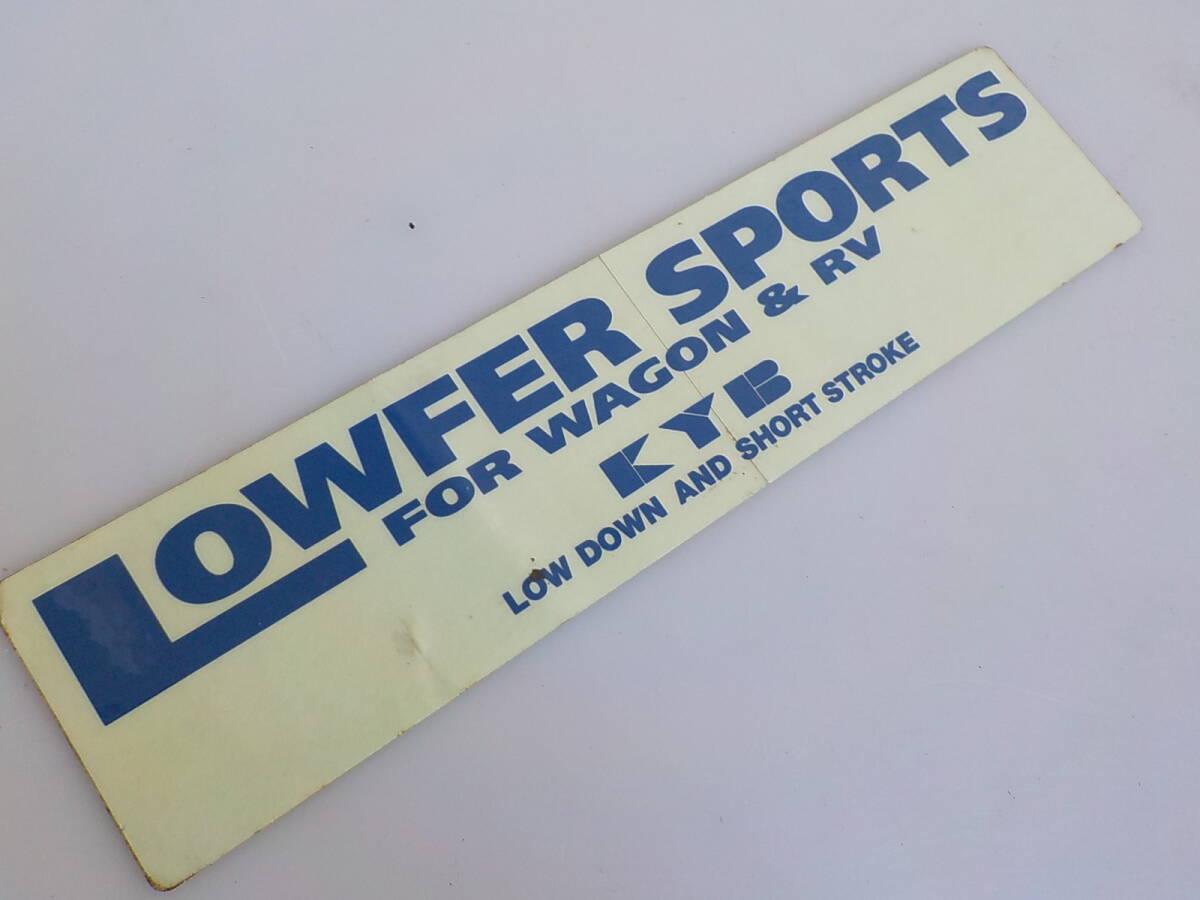 LOWFER SPORTS
FOR WAGON & RV
KYB
LOW DOWN AND SHORT STROKE